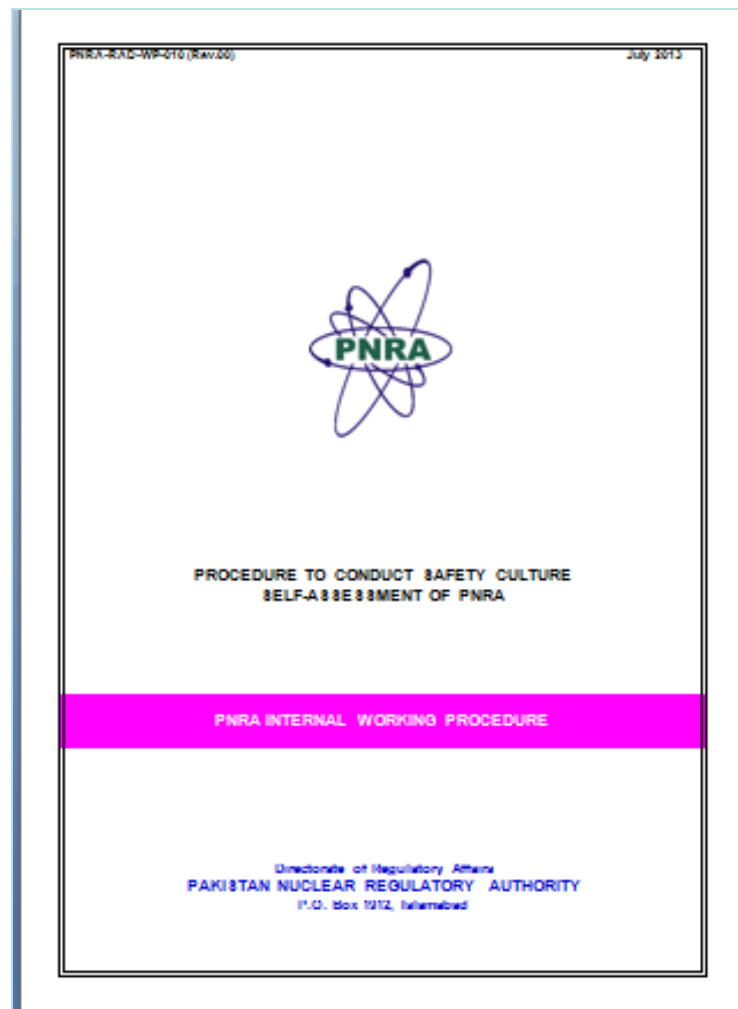 PNRA-RAD-WP-010 (Rev.00) July 2013
PNRA
PROCEDURE TO CONDUCT SAFETY CULTURE
SELF-ASSESSMENT OF PNRA
PNRA INTERNAL WORKING PROCEDURE
Directorate of Regulatory Affairs
PAKISTAN NUCLEAR REGULATORY AUTHORITY
P.O. Box 1912, Islamabad